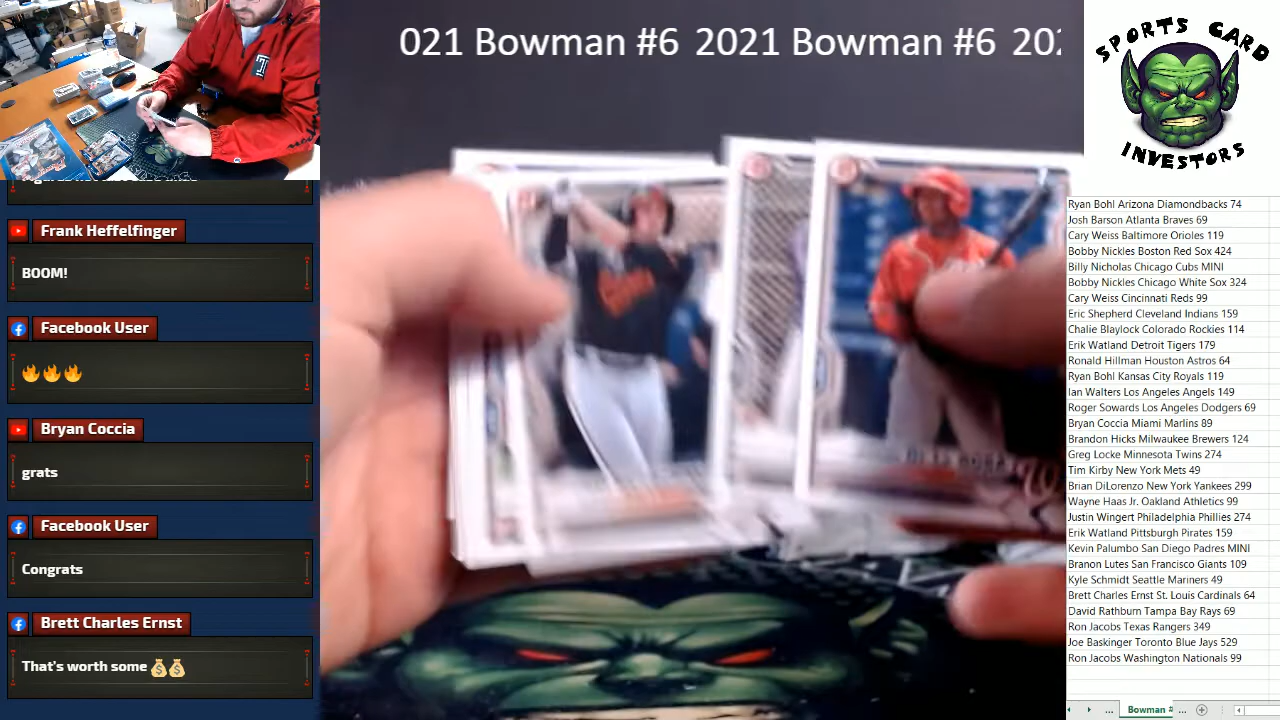 021 Bowman #6 2021 Bowman #6 202
SPORTS CARD
INVESTORS
T
Frank Heffelfinger
BOOM!
Facebook User
🔥🔥🔥
Bryan Coccia
grats
Facebook User
Congrats
Brett Charles Ernst
That's worth some 💰💰
Ryan Bohl Arizona Diamondbacks 74
Josh Barson Atlanta Braves 69
Cary Weiss Baltimore Orioles 119
Bobby Nickles Boston Red Sox 424
Billy Nicholas Chicago Cubs MINI
Bobby Nickles Chicago White Sox 324
Cary Weiss Cincinnati Reds 99
Eric Shepherd Cleveland Indians 159
Chalie Blaylock Colorado Rockies 114
Erik Watland Detroit Tigers 179
Ronald Hillman Houston Astros 64
Ryan Bohl Kansas City Royals 119
Ian Walters Los Angeles Angels 149
Roger Sowards Los Angeles Dodgers 69
Bryan Coccia Miami Marlins 89
Brandon Hicks Milwaukee Brewers 124
Greg Locke Minnesota Twins 274
Tim Kirby New York Mets 49
Brian DiLorenzo New York Yankees 299
Wayne Haas Jr. Oakland Athletics 99
Justin Wingert Philadelphia Phillies 274
Erik Watland Pittsburgh Pirates 159
Kevin Palumbo San Diego Padres MINI
Branon Lutes San Francisco Giants 109
Kyle Schmidt Seattle Mariners 49
Brett Charles Ernst St. Louis Cardinals 64
David Rathburn Tampa Bay Rays 69
Ron Jacobs Texas Rangers 349
Joe Baskinger Toronto Blue Jays 529
Ron Jacobs Washington Nationals 99
... Bowman # ...